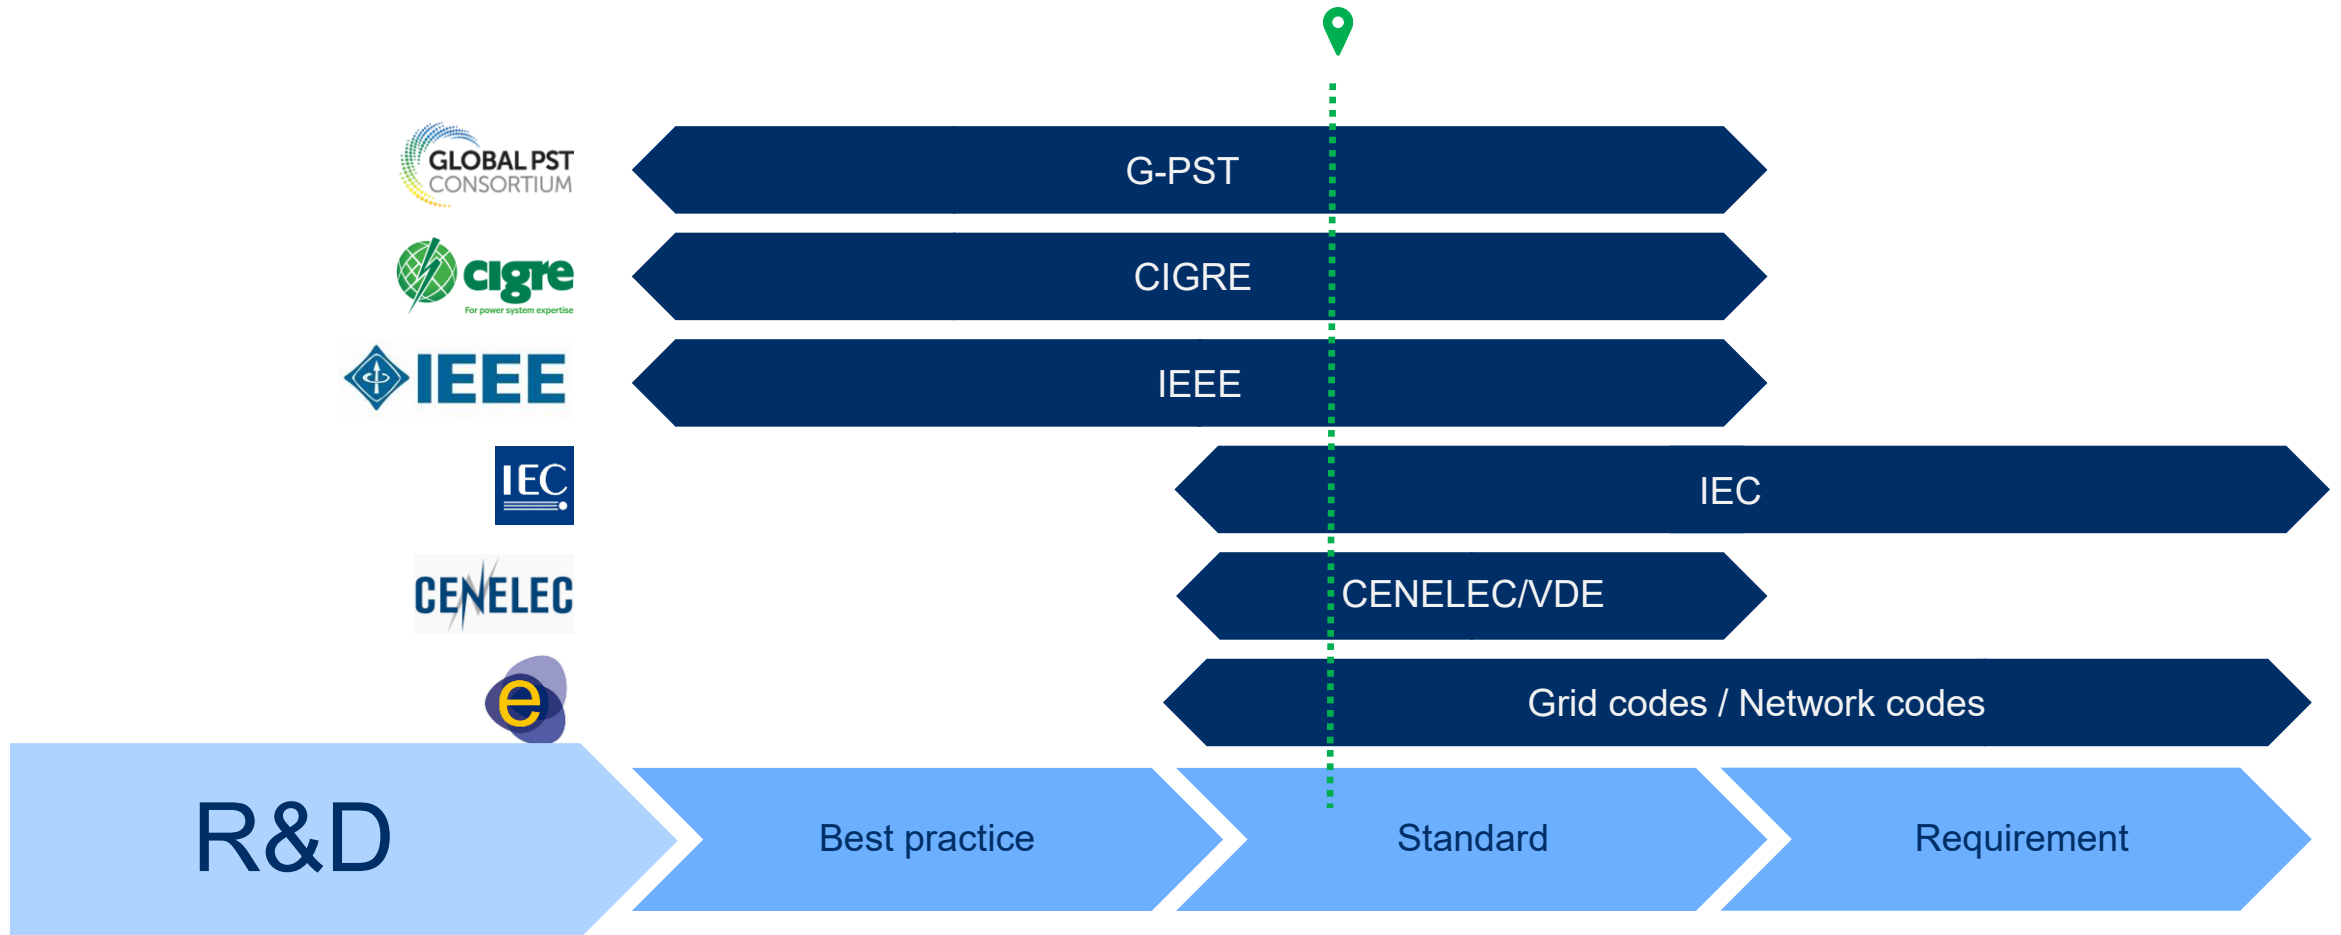 GLOBAL PST
CONSORTIUM
G-PST
cigre
For power system expertise
CIGRE
IEEE
IEEE
IEC
IEC
CENELEC
CENELEC/VDE
e
Grid codes / Network codes
R&D
Best practice
Standard
Requirement